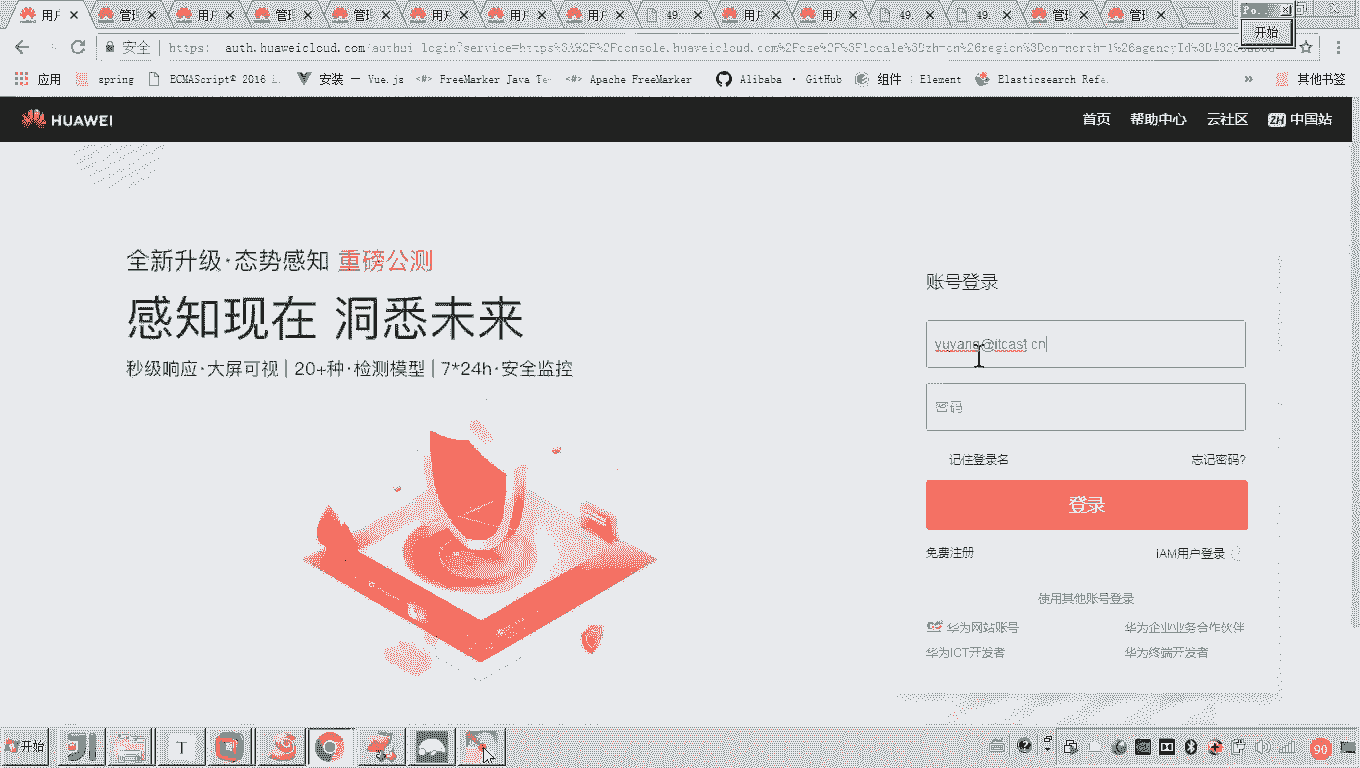 用户 管理 用户 管理 管理 用户 用户 用户 49 用户 用户 49 49 管理 管理
Po..
开始
安全 | https: auth.huaweicloud.com/authui/login?service=https%3A%2F%2Fconsole.huaweicloud.com%2Fcse%2F%3Flocale%3Dzh-cn%26region%3Dcn-north-1%26agencyId%3D
应用 spring ECMAScript® 2016 L 安装 — Vue.js FreeMarker Java Te Apache FreeMarker Alibaba · GitHub 组件 | Element Elasticsearch Refe » 其他书签
HUAWEI 首页 帮助中心 云社区 ZH 中国站
全新升级·态势感知 重磅公测
感知现在 洞悉未来
秒级响应·大屏可视 | 20+种·检测模型 | 7*24h·安全监控
账号登录
yuyang@itcast.cn
密码
记住登录名 忘记密码?
登录
免费注册 IAM用户登录
使用其他账号登录
华为网站账号 华为企业业务合作伙伴
华为ICT开发者 华为终端开发者
开始 T 90